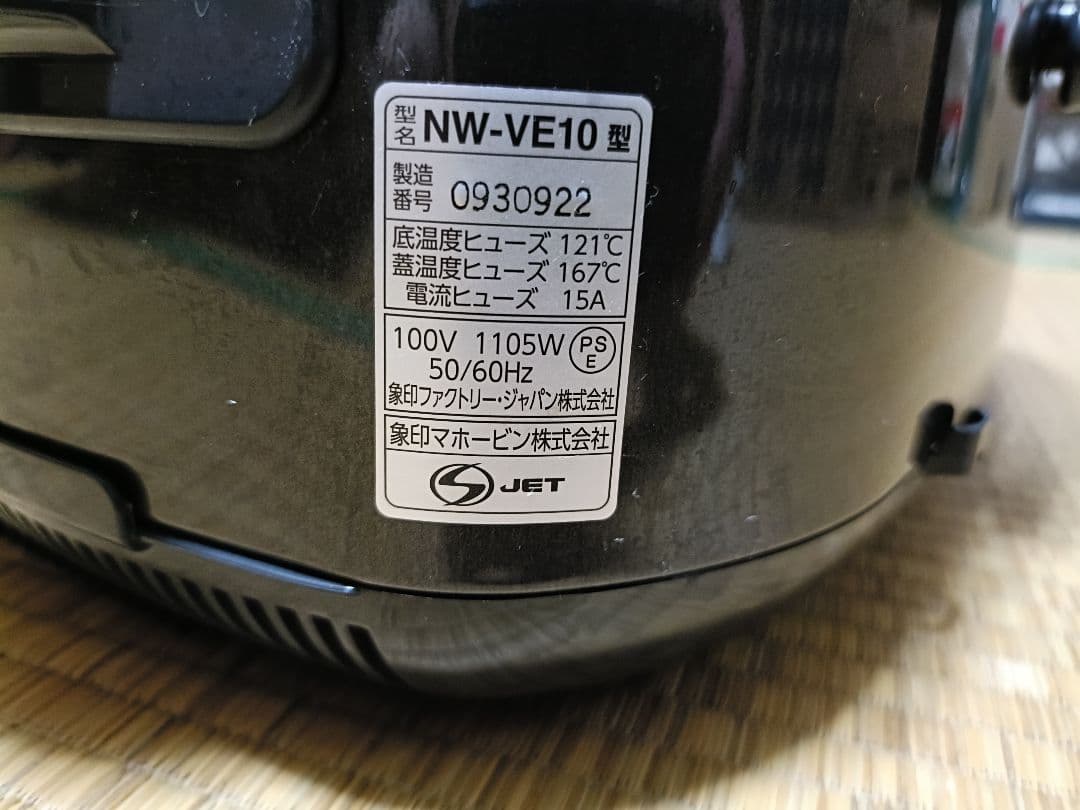 型名 NW-VE10 型
製造番号 0930922
底温度ヒューズ 121℃
蓋温度ヒューズ 167℃
電流ヒューズ 15A
100V 1105W PSE
50/60Hz
象印ファクトリー・ジャパン株式会社
象印マホービン株式会社
S JET